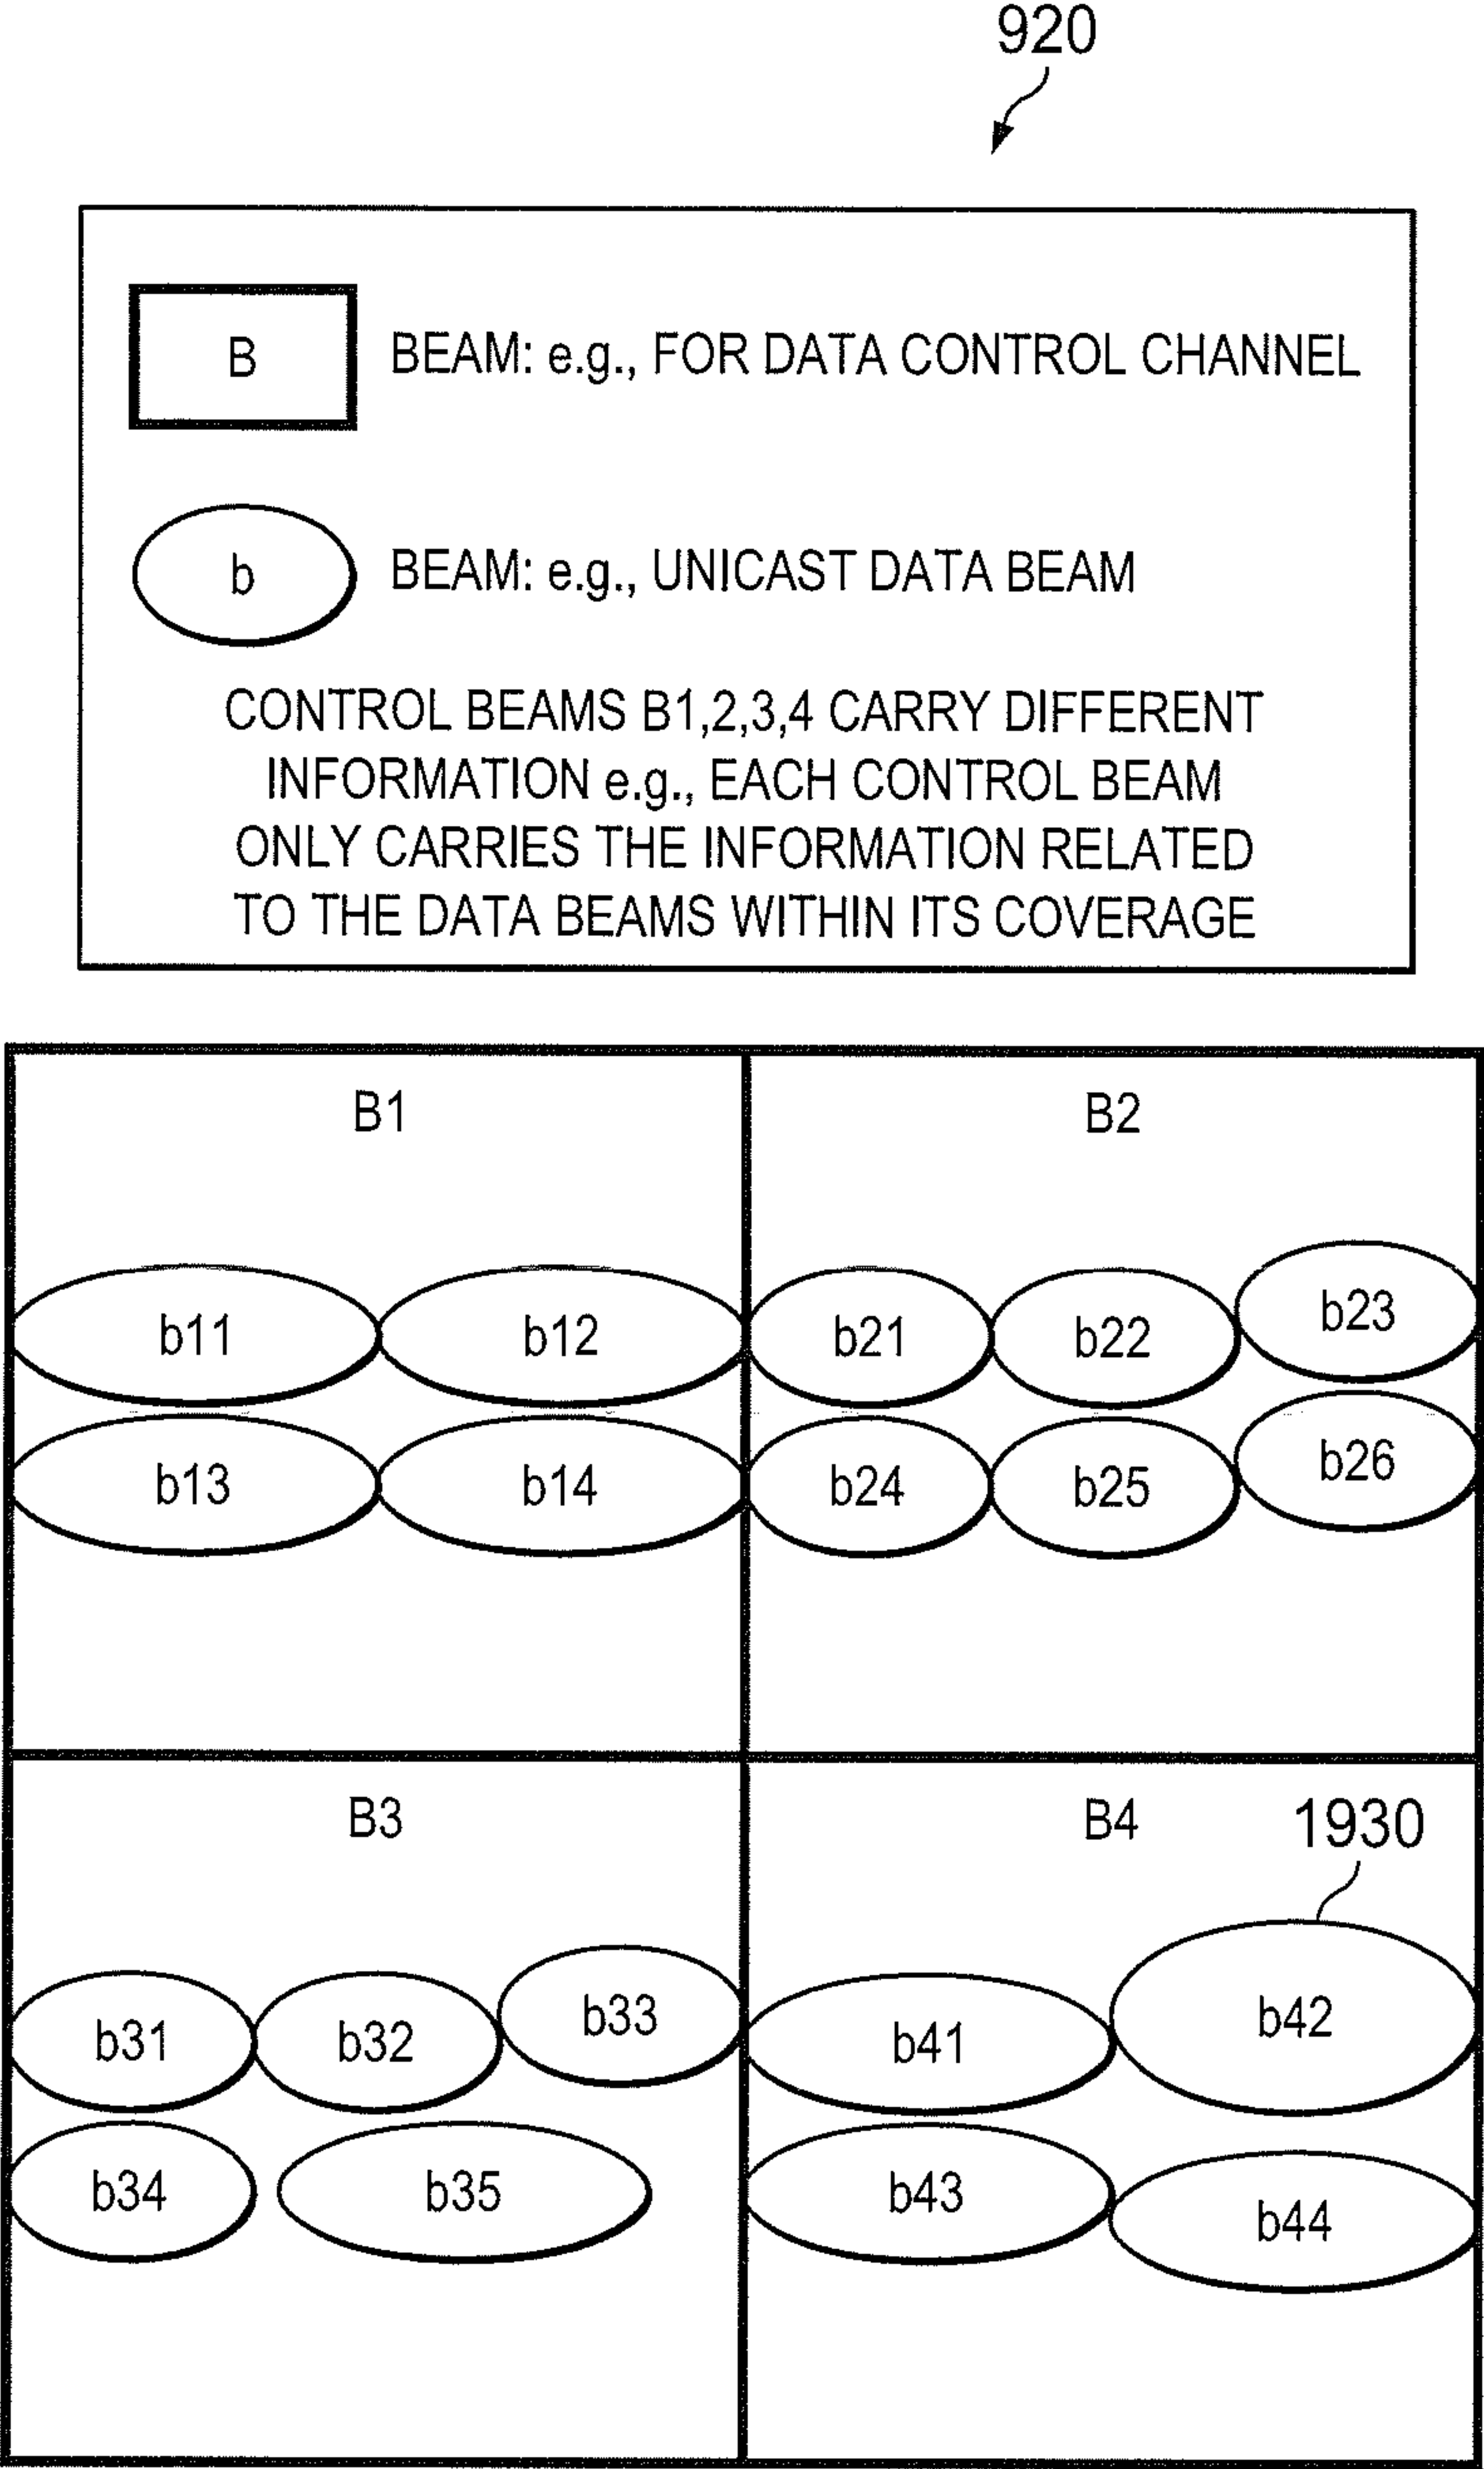 920
B BEAM: e.g., FOR DATA CONTROL CHANNEL
b BEAM: e.g., UNICAST DATA BEAM
CONTROL BEAMS B1,2,3,4 CARRY DIFFERENT
INFORMATION e.g., EACH CONTROL BEAM
ONLY CARRIES THE INFORMATION RELATED
TO THE DATA BEAMS WITHIN ITS COVERAGE
B1
b11 b12
b13 b14
B2
b21 b22 b23
b24 b25 b26
B3
b31 b32 b33
b34 b35
B4 1930
b41 b42
b43 b44